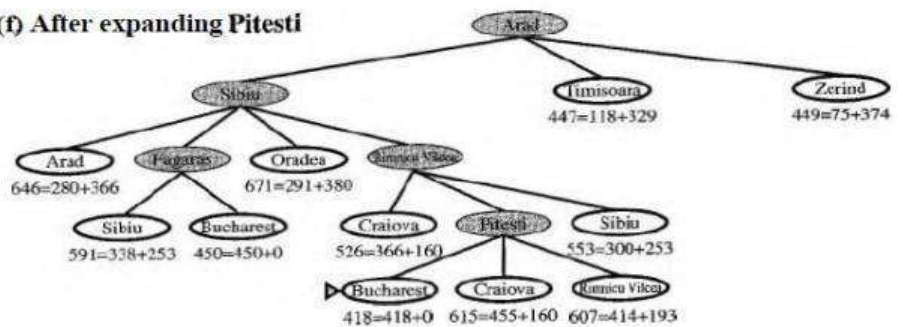 (f) After expanding Pitesti
Arad
Sibiu
Timisoara
Zerind
447=118+329
449=75+374
Arad
Fagaras
Oradea
Rimnicu Vilcea
646=280+366
671=291+380
Sibiu
Bucharest
Craiova
Pitesti
Sibiu
591=338+253
450=450+0
526=366+160
553=300+253
Bucharest
Craiova
Rimnicu Vilcea
418=418+0
615=455+160
607=414+193